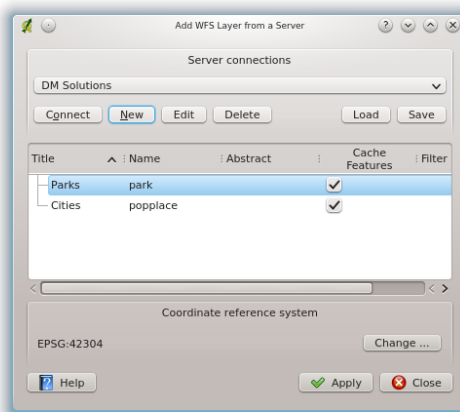 Add WFS Layer from a Server
Server connections
DM Solutions
Connect New Edit Delete Load Save
Title Name Abstract Cache Features Filter
Parks park
Cities popplace
Coordinate reference system
EPSG:42304 Change ...
Help Apply Close